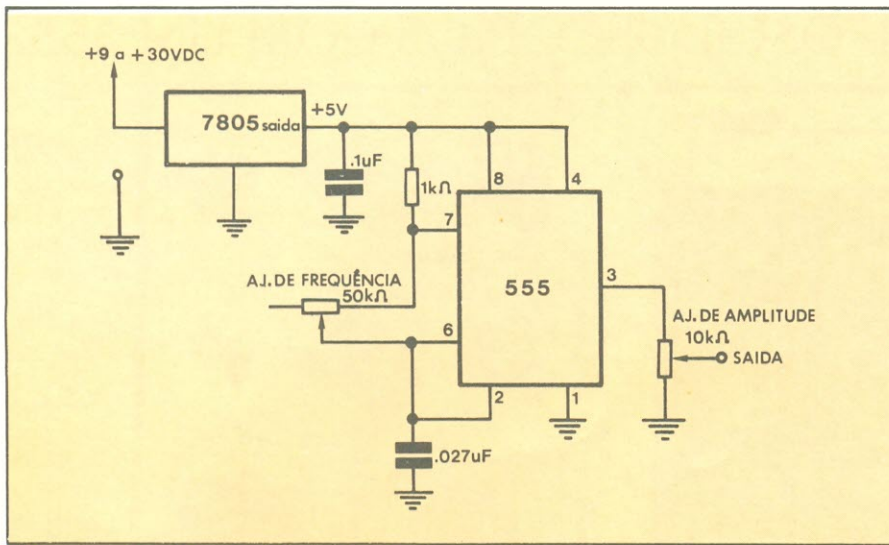 +9 a +30VDC
7805 saida
+5V
.1uF
1kΩ
8
4
7
AJ. DE FREQUÊNCIA
50kΩ
555
3
6
AJ. DE AMPLITUDE
10kΩ
SAIDA
2
1
.027uF